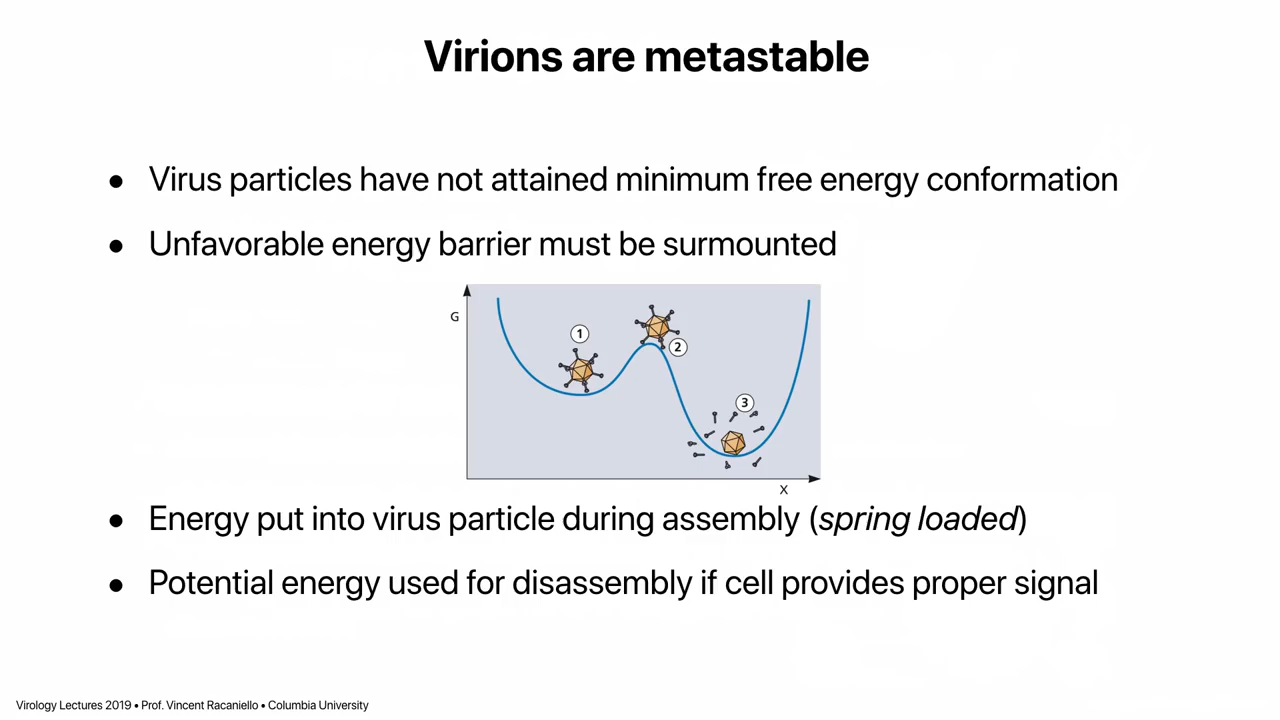 Virions are metastable
• Virus particles have not attained minimum free energy conformation
• Unfavorable energy barrier must be surmounted
G
1
2
3
X
• Energy put into virus particle during assembly (spring loaded)
• Potential energy used for disassembly if cell provides proper signal
Virology Lectures 2019 • Prof. Vincent Racaniello • Columbia University